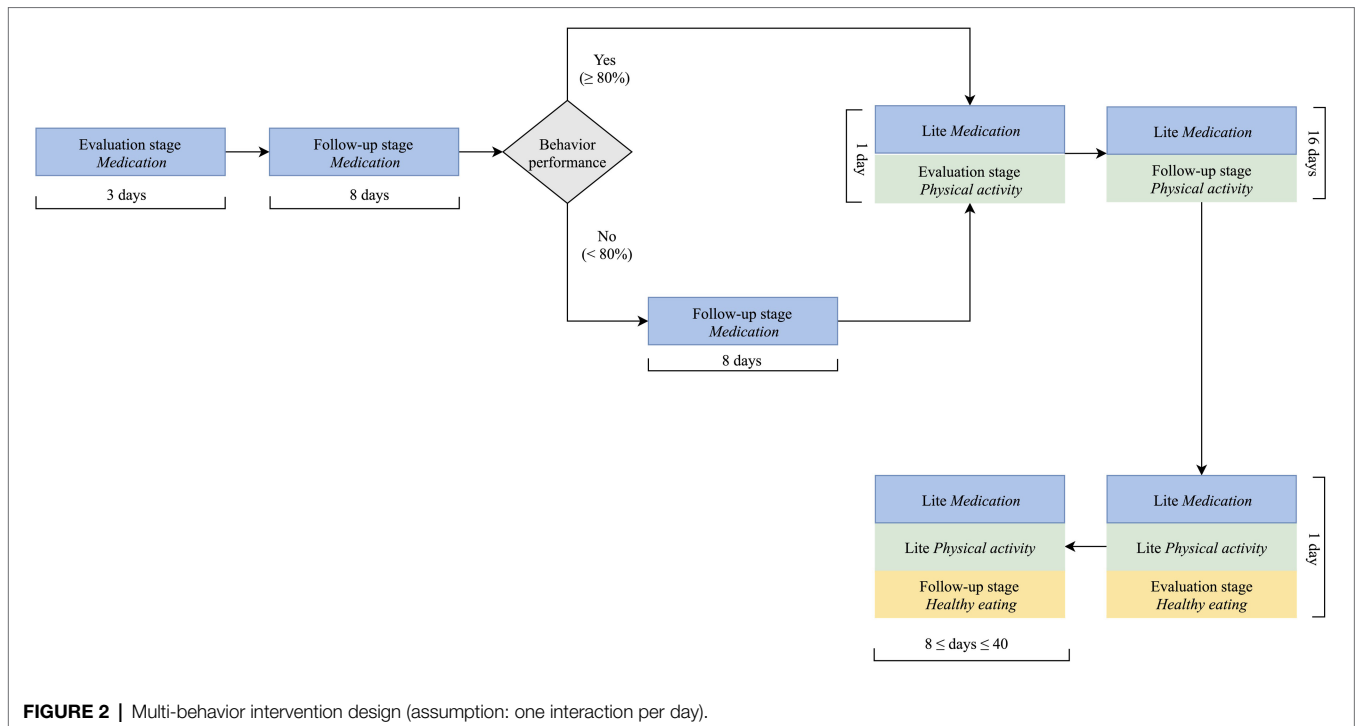 Evaluation stage
Medication
3 days
Follow-up stage
Medication
8 days
Behavior
performance
Yes
(≥ 80%)
No
(< 80%)
Follow-up stage
Medication
8 days
1 day
Lite Medication
Evaluation stage
Physical activity
Lite Medication
Follow-up stage
Physical activity
16 days
Lite Medication
Lite Physical activity
Evaluation stage
Healthy eating
1 day
Lite Medication
Lite Physical activity
Follow-up stage
Healthy eating
8 ≤ days ≤ 40
FIGURE 2 | Multi-behavior intervention design (assumption: one interaction per day).